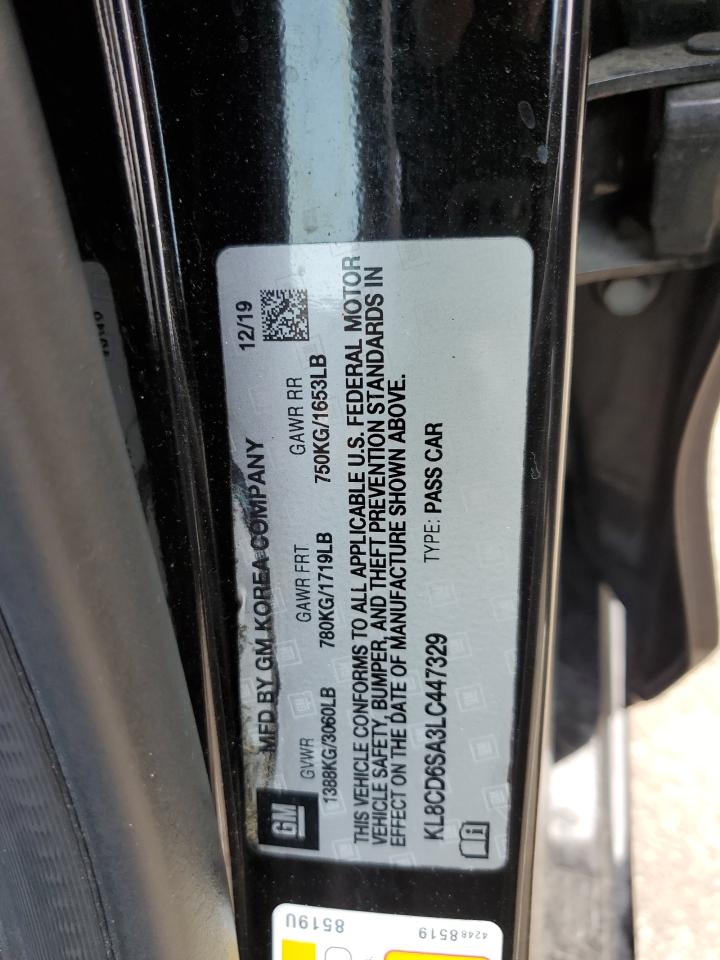 MFD BY GM KOREA COMPANY 12/19
GVWR GAWR FRT GAWR RR
1388KG/3060LB 780KG/1719LB 750KG/1653LB
THIS VEHICLE CONFORMS TO ALL APPLICABLE U.S. FEDERAL MOTOR
VEHICLE SAFETY, BUMPER, AND THEFT PREVENTION STANDARDS IN
EFFECT ON THE DATE OF MANUFACTURE SHOWN ABOVE.
KL8CD6SA3LC447329 TYPE: PASS CAR
GM
8519U
42488519